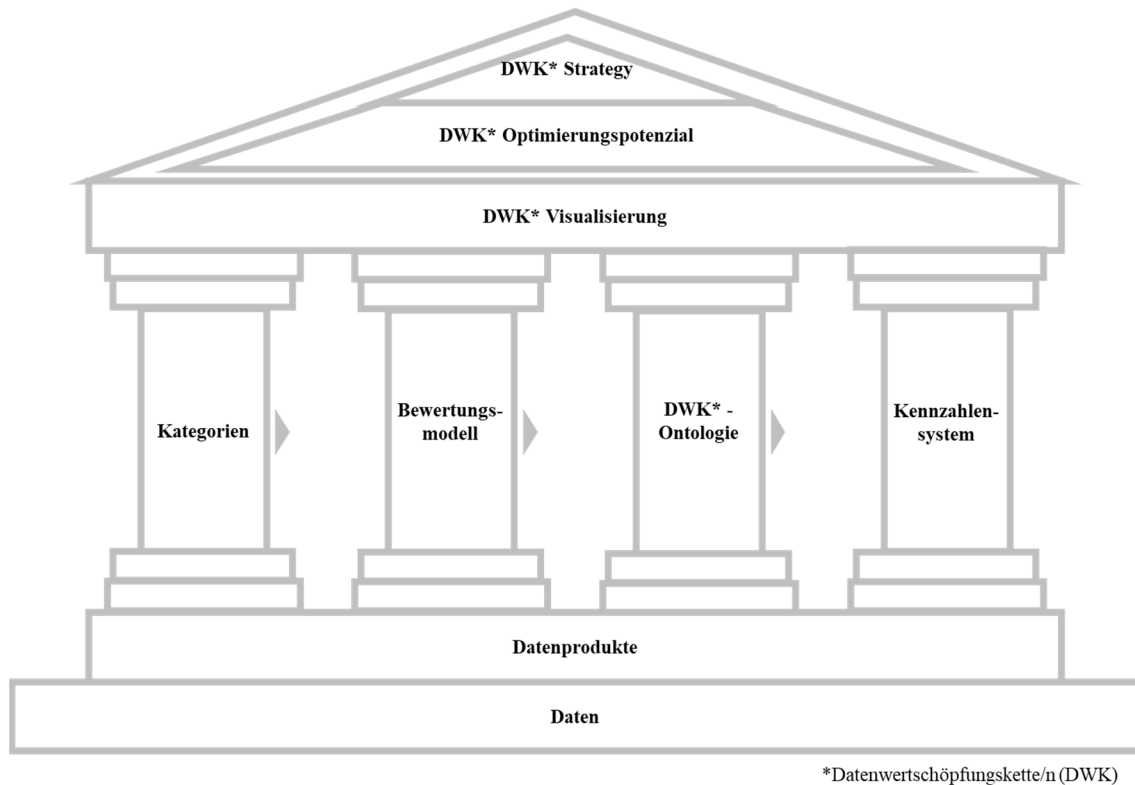 DWK* Strategy
DWK* Optimierungspotenzial
DWK* Visualisierung
Kategorien
Bewertungs-
modell
DWK* -
Ontologie
Kennzahlen-
system
Datenprodukte
Daten
*Datenwertschöpfungskette/n (DWK)